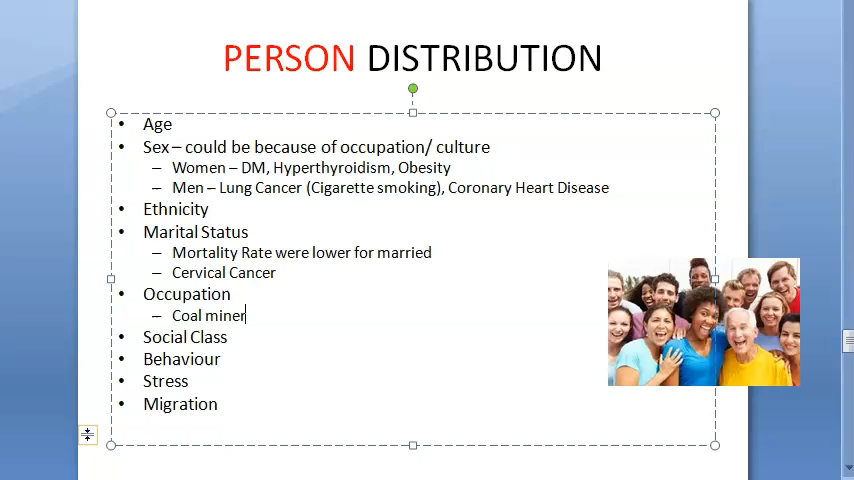 PERSON DISTRIBUTION
• Age
• Sex – could be because of occupation/ culture
– Women – DM, Hyperthyroidism, Obesity
– Men – Lung Cancer (Cigarette smoking), Coronary Heart Disease
• Ethnicity
• Marital Status
– Mortality Rate were lower for married
– Cervical Cancer
• Occupation
– Coal miner
• Social Class
• Behaviour
• Stress
• Migration